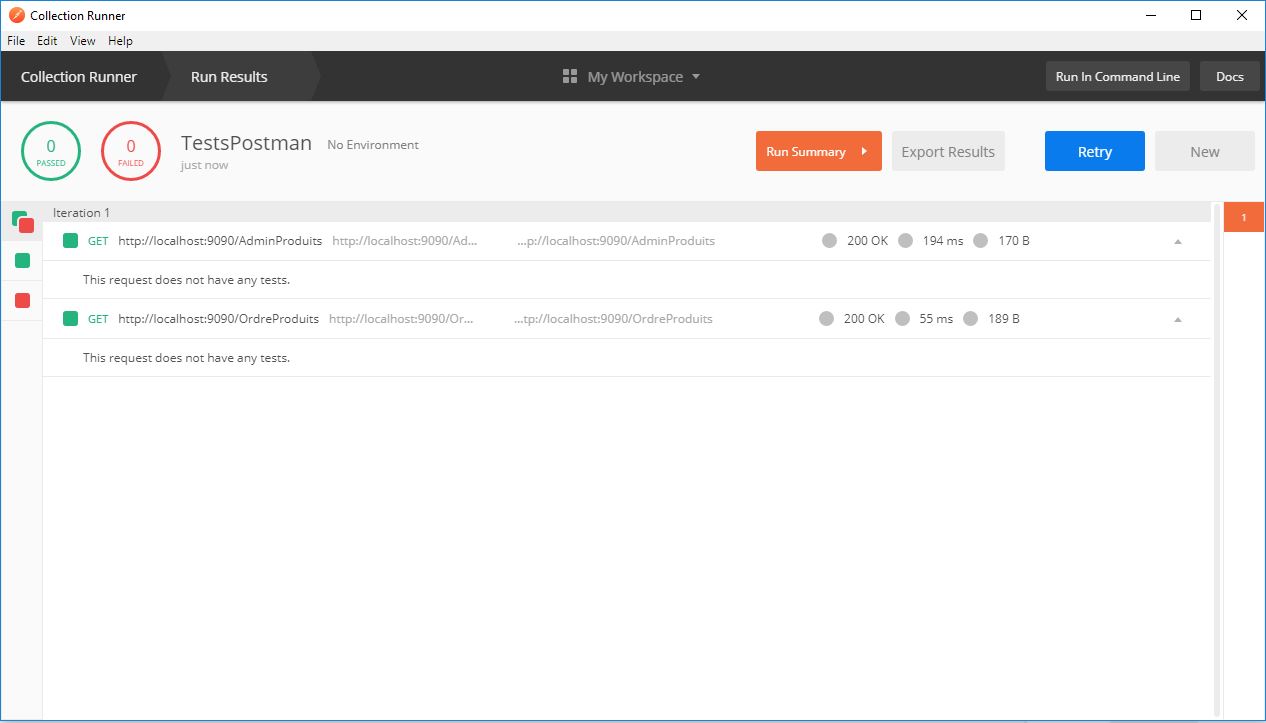 Collection Runner
File Edit View Help
Collection Runner Run Results My Workspace Run In Command Line Docs
0 PASSED
0 FAILED
TestsPostman No Environment
just now
Run Summary Export Results Retry New
Iteration 1
1
GET http://localhost:9090/AdminProduits http://localhost:9090/Ad... ...p://localhost:9090/AdminProduits 200 OK 194 ms 170 B
This request does not have any tests.
GET http://localhost:9090/OrdreProduits http://localhost:9090/Or... ...tp://localhost:9090/OrdreProduits 200 OK 55 ms 189 B
This request does not have any tests.